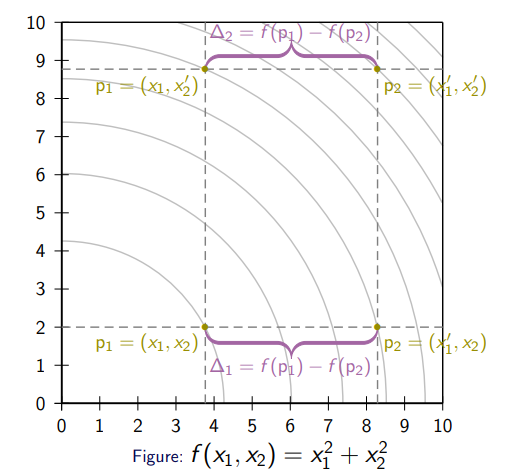 10
Δ₂ = f(p₁) − f(p₂)
9
p₁ = (x₁, x₂′)
p₂ = (x₁′, x₂′)
8
7
6
5
4
3
2
p₁ = (x₁, x₂)
p₂ = (x₁′, x₂)
1
Δ₁ = f(p₁) − f(p₂)
0
0 1 2 3 4 5 6 7 8 9 10
Figure: f(x₁, x₂) = x₁² + x₂²